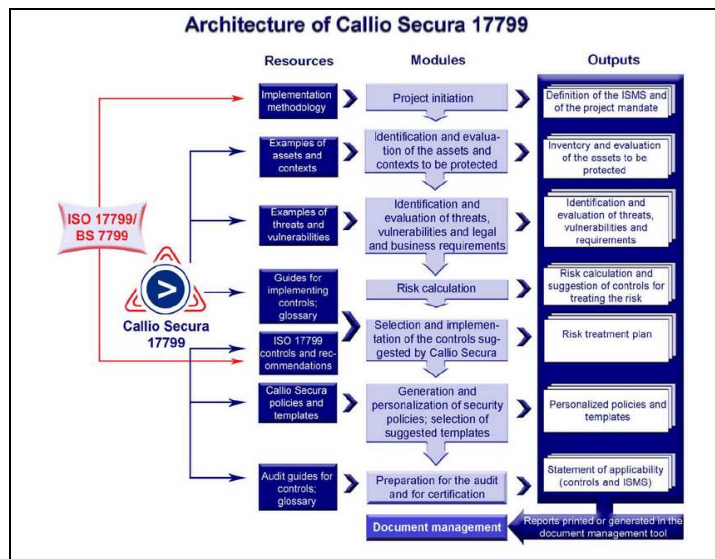 Architecture of Callio Secura 17799
Resources
Modules
Outputs
Implementation
methodology
Project initiation
Definition of the ISMS and
of the project mandate
Examples of
assets and
contexts
Identification and evalua-
tion of the assets and
contexts to be protected
Inventory and evaluation
of the assets to be
protected
ISO 17799/
BS 7799
Examples of
threats and
vulnerabilities
Identification and
evaluation of threats,
vulnerabilities and legal
and business requirements
Identification and
evaluation of threats,
vulnerabilities and
requirements
Callio Secura
17799
Guides for
implementing
controls;
glossary
Risk calculation
Risk calculation and
suggestion of controls for
treating the risk
ISO 17799
controls and rec-
ommendations
Selection and implemen-
tation of the controls sug-
gested by Callio Secura
Risk treatment plan
Callio Secura
policies and
templates
Generation and
personalization of security
policies; selection of
suggested templates
Personalized policies and
templates
Audit guides for
controls;
glossary
Preparation for the audit
and for certification
Statement of applicability
(controls and ISMS)
Document management
Reports printed or generated in the
document management tool